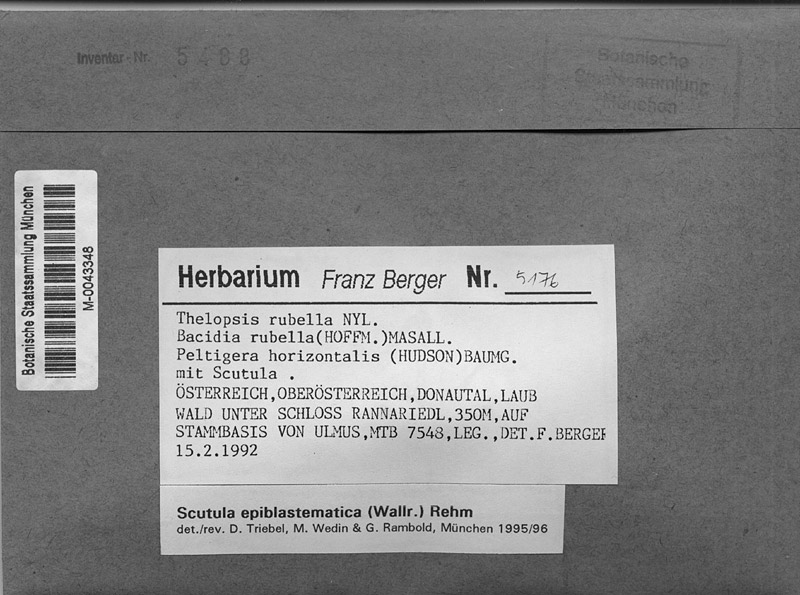 Inventar - Nr. 5488
Botanische
Staatssammlung
München
Botanische Staatssammlung München
M-0043348
Herbarium Franz Berger Nr. 5176
Thelopsis rubella NYL.
Bacidia rubella(HOFFM.)MASALL.
Peltigera horizontalis (HUDSON)BAUMG.
mit Scutula .
ÖSTERREICH,OBERÖSTERREICH,DONAUTAL,LAUB
WALD UNTER SCHLOSS RANNARIEDL,350M,AUF
STAMMBASIS VON ULMUS,MTB 7548,LEG.,DET.F.BERGER
15.2.1992
Scutula epiblastematica (Wallr.) Rehm
det./rev. D. Triebel, M. Wedin & G. Rambold, München 1995/96